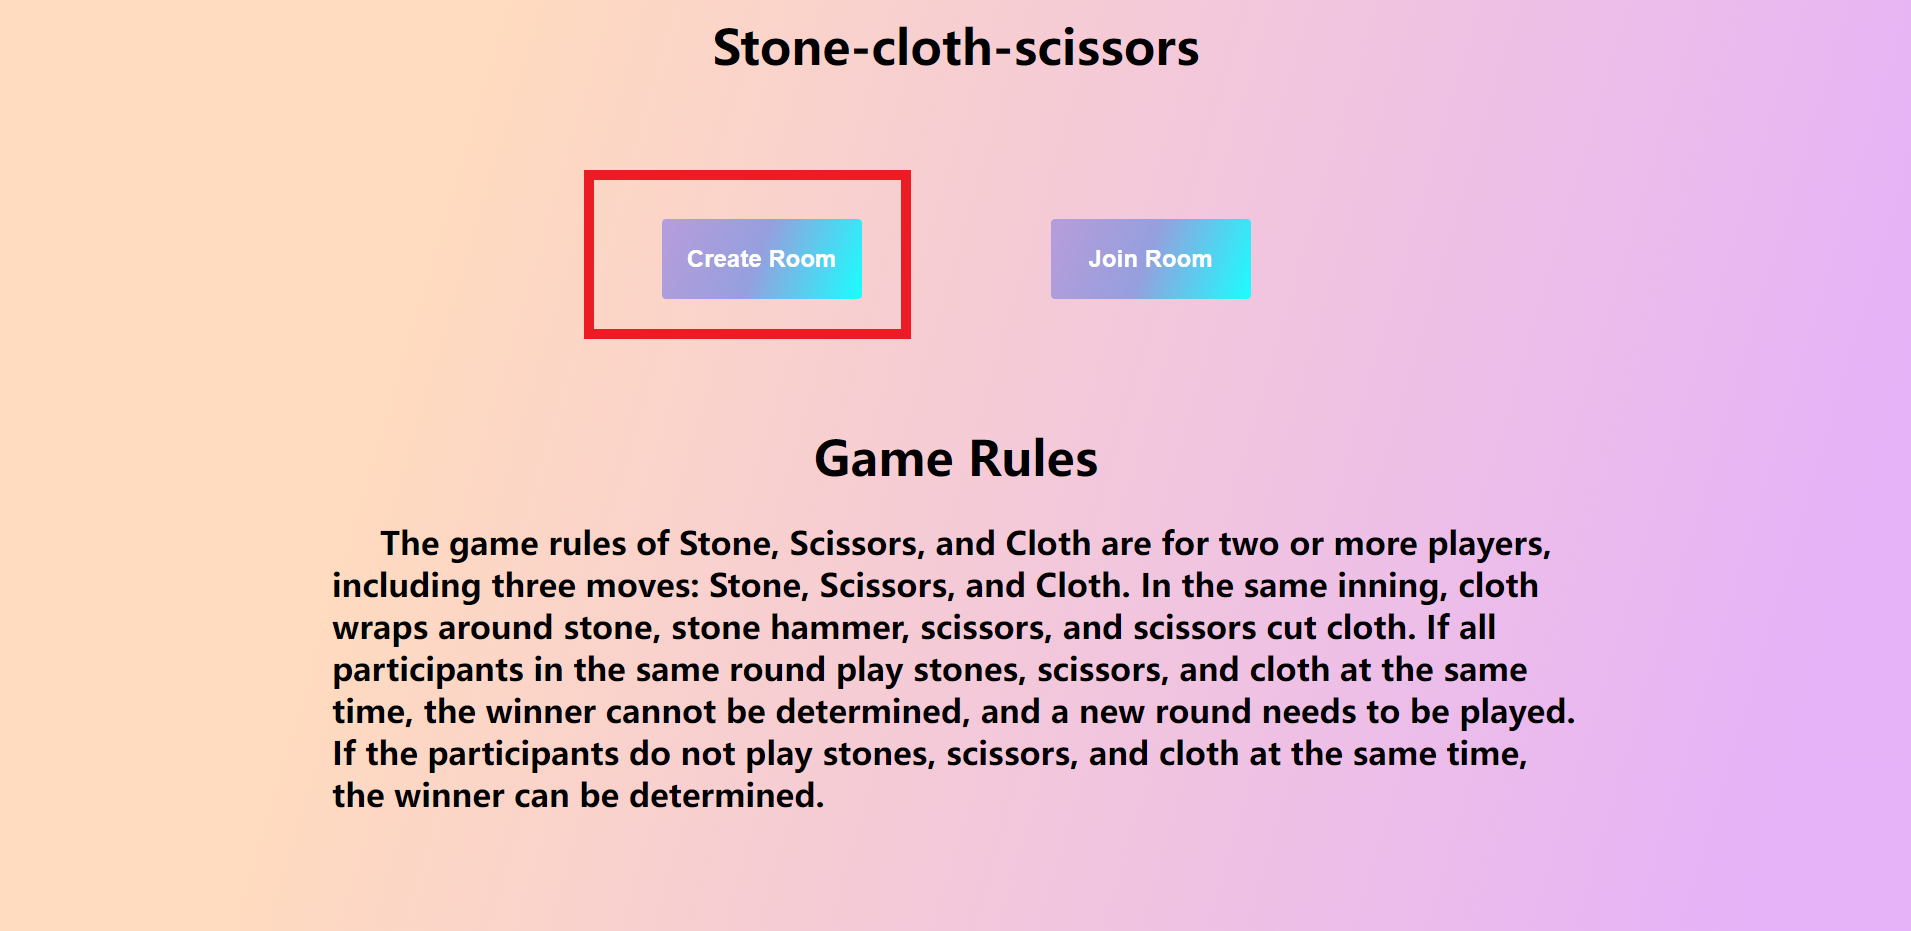 Stone-cloth-scissors
Create Room
Join Room
Game Rules
The game rules of Stone, Scissors, and Cloth are for two or more players,
including three moves: Stone, Scissors, and Cloth. In the same inning, cloth
wraps around stone, stone hammer, scissors, and scissors cut cloth. If all
participants in the same round play stones, scissors, and cloth at the same
time, the winner cannot be determined, and a new round needs to be played.
If the participants do not play stones, scissors, and cloth at the same time,
the winner can be determined.